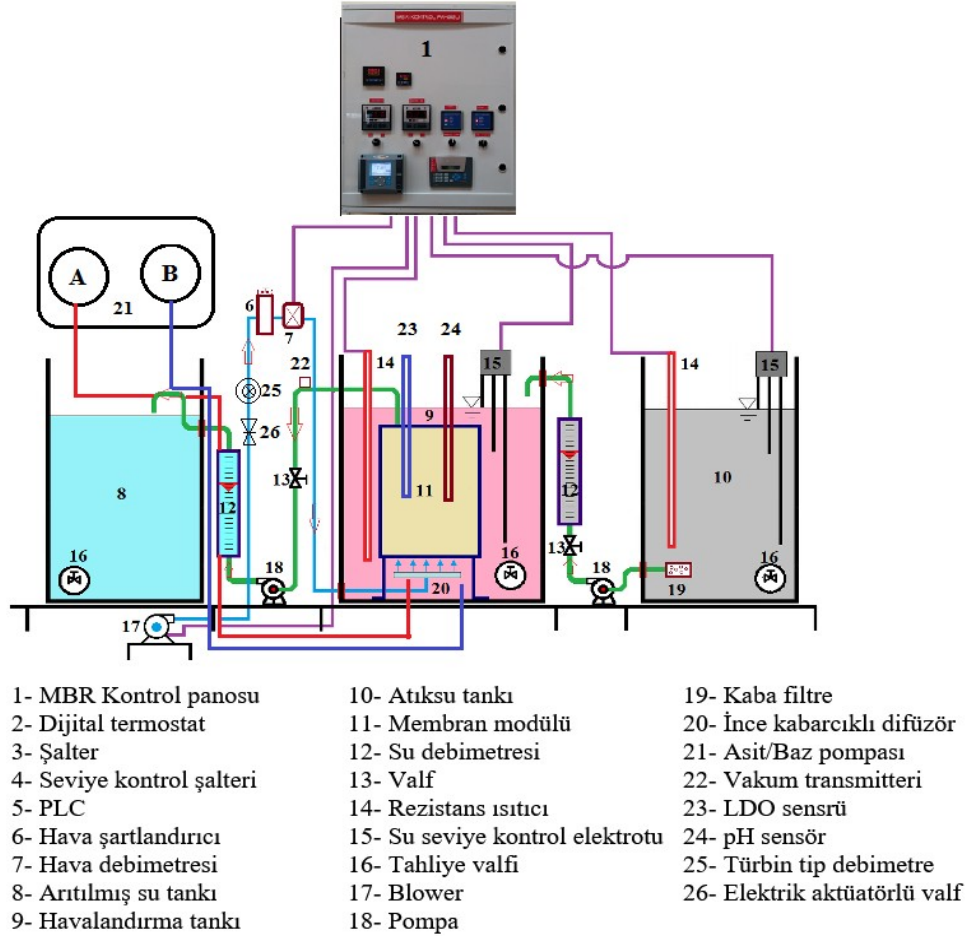 MBR KONTROL PANOSU
1
A
B
21
6
7
23
24
22
14
15
14
15
25
26
9
8
12
13
11
12
10
16
18
16
13
18
16
20
19
17
1- MBR Kontrol panosu
2- Dijital termostat
3- Şalter
4- Seviye kontrol şalteri
5- PLC
6- Hava şartlandırıcı
7- Hava debimetresi
8- Arıtılmış su tankı
9- Havalandırma tankı
10- Atıksu tankı
11- Membran modülü
12- Su debimetresi
13- Valf
14- Rezistans ısıtıcı
15- Su seviye kontrol elektrotu
16- Tahliye valfi
17- Blower
18- Pompa
19- Kaba filtre
20- İnce kabarcıklı difüzör
21- Asit/Baz pompası
22- Vakum transmitteri
23- LDO sensrü
24- pH sensör
25- Türbin tip debimetre
26- Elektrik aktüatörlü valf